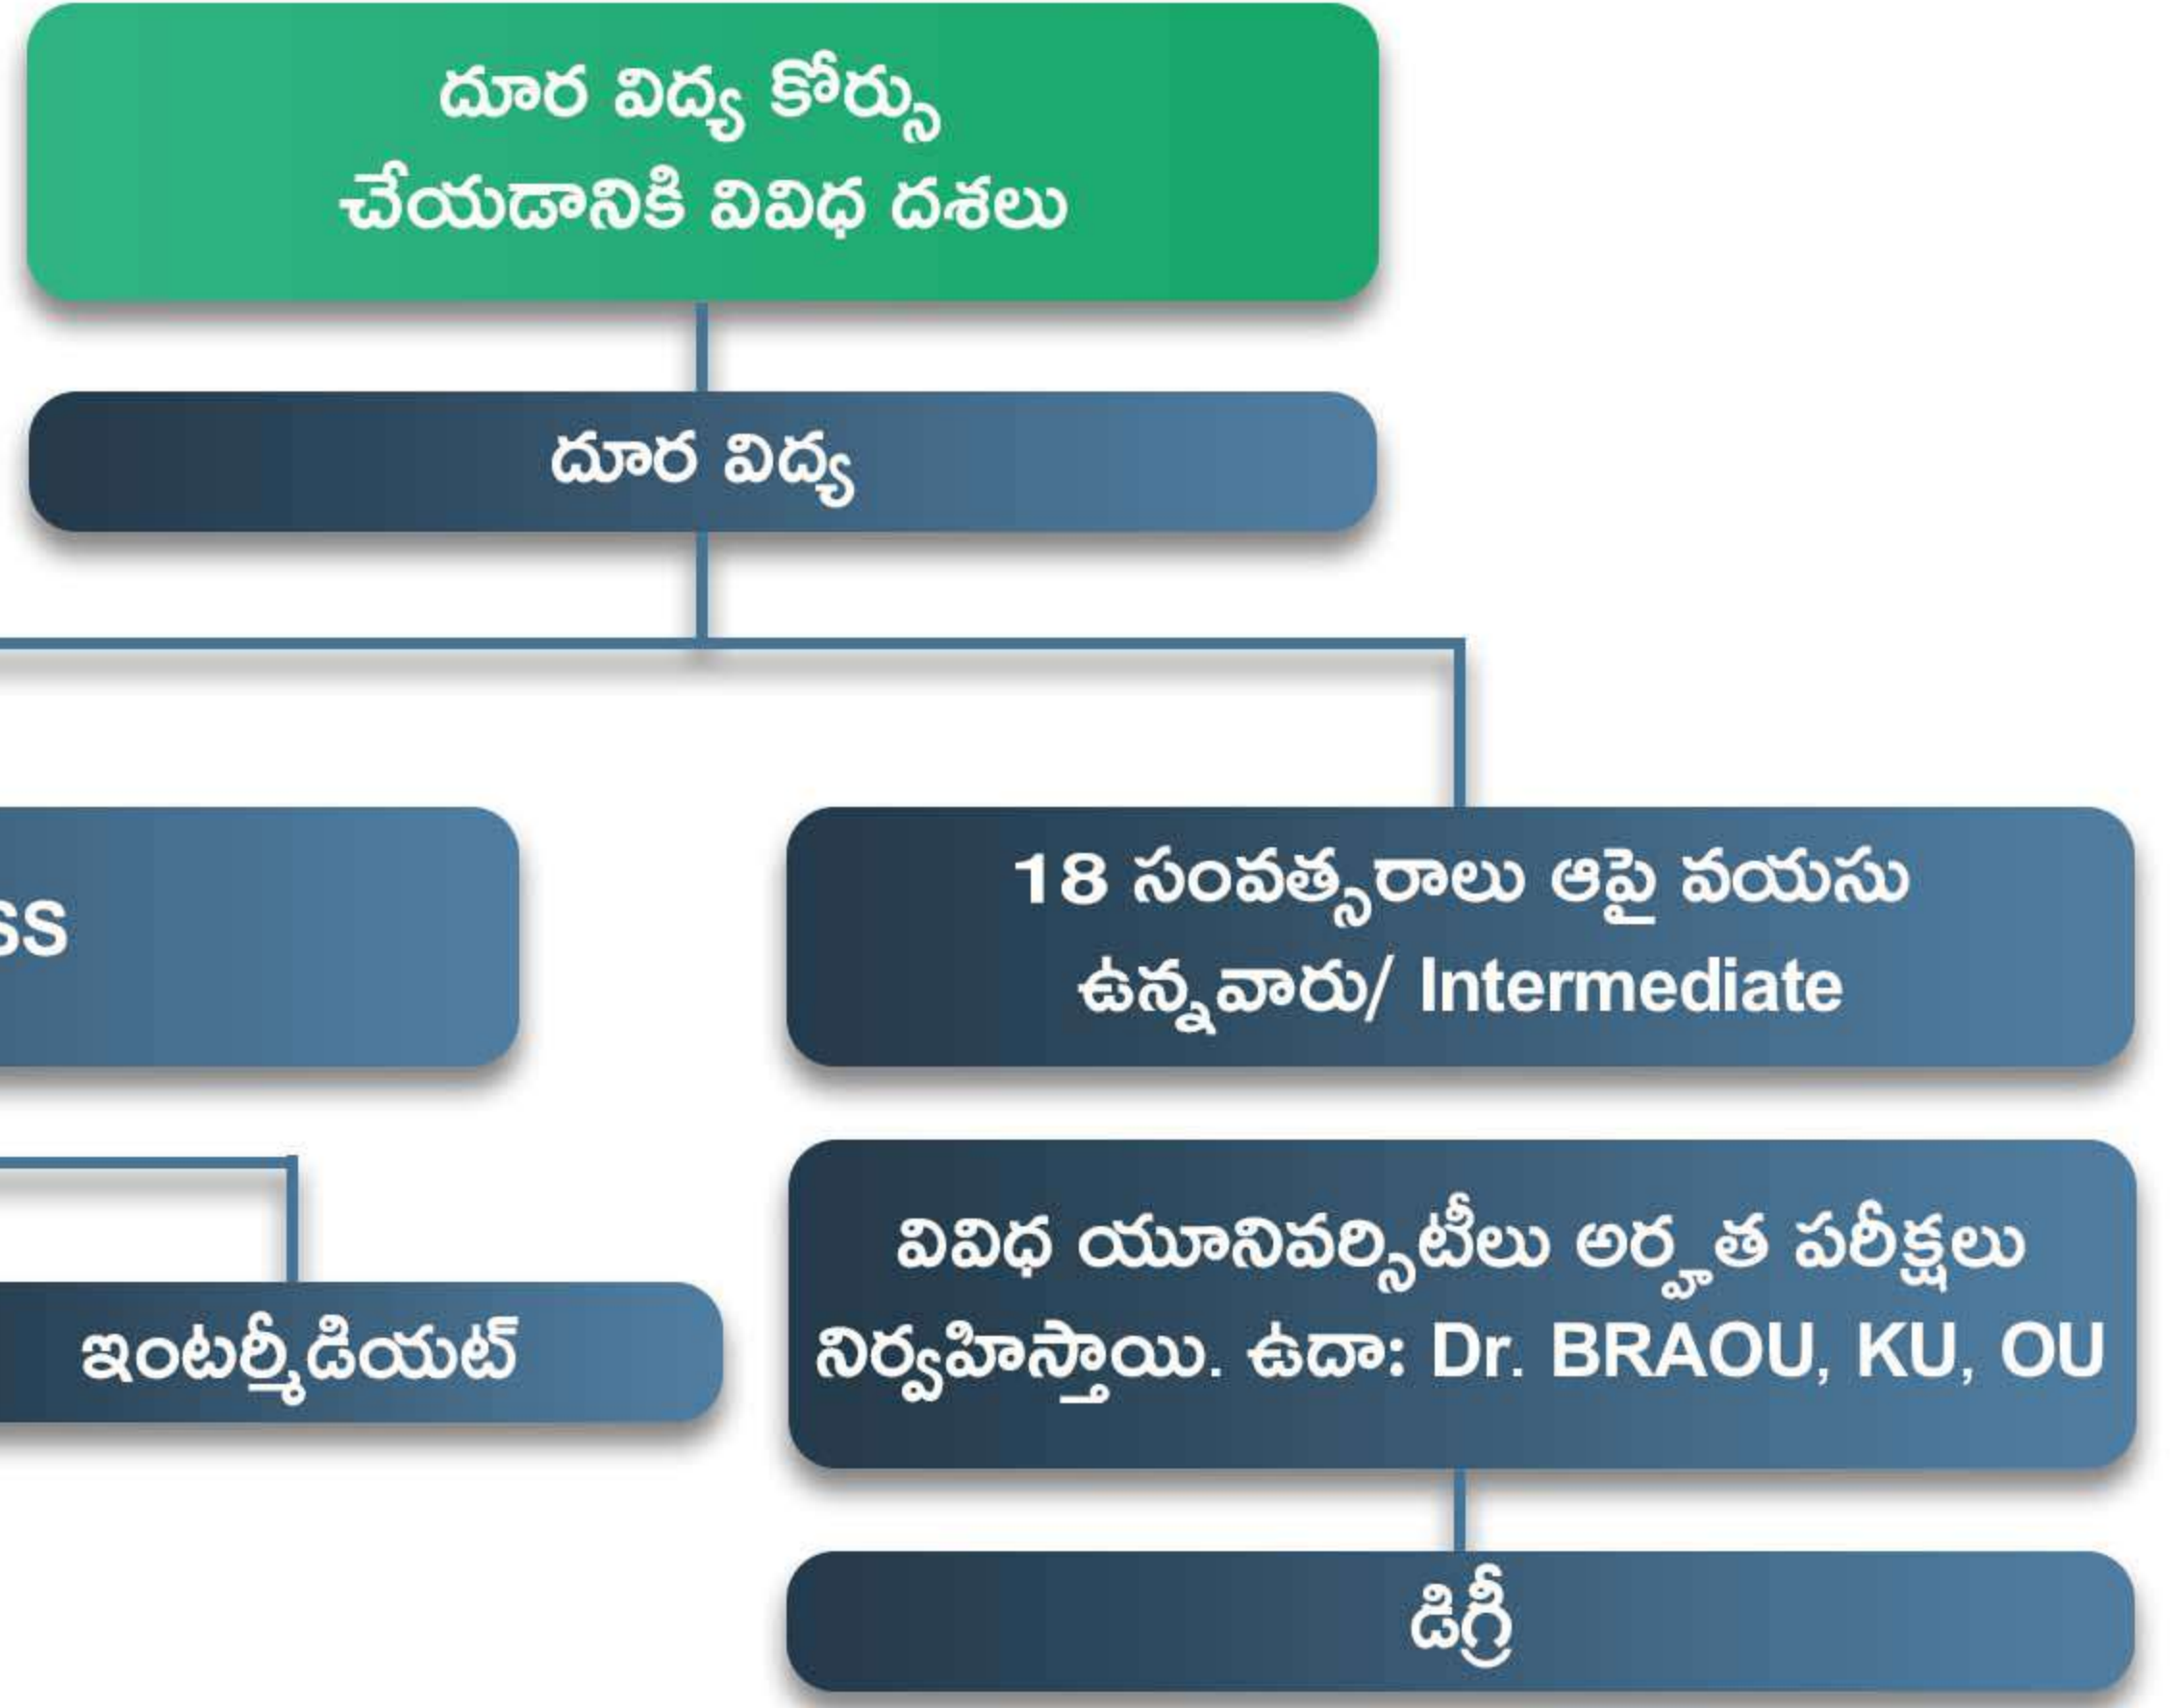 దూర విద్య కోర్సు
చేయడానికి వివిధ దశలు
దూర విద్య
18 సంవత్సరాలు ఆపై వయసు
ఉన్నవారు/ Intermediate
వివిధ యూనివర్సిటీలు అర్హత పరీక్షలు
నిర్వహిస్తాయి. ఉదా: Dr. BRAOU, KU, OU
ఇంటర్మీడియట్
డిగ్రీ